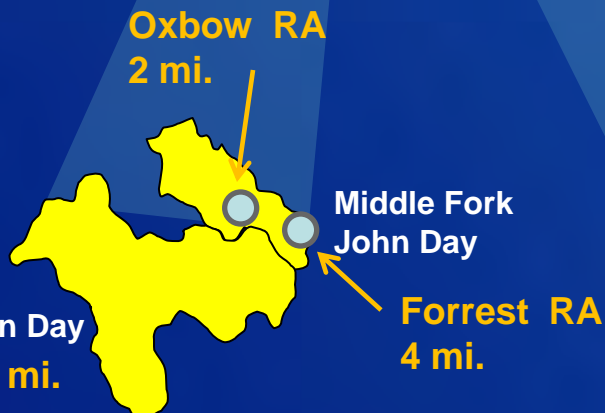 Oxbow RA
2 mi.
Middle Fork
John Day
Forrest RA
4 mi.
n Day
mi.